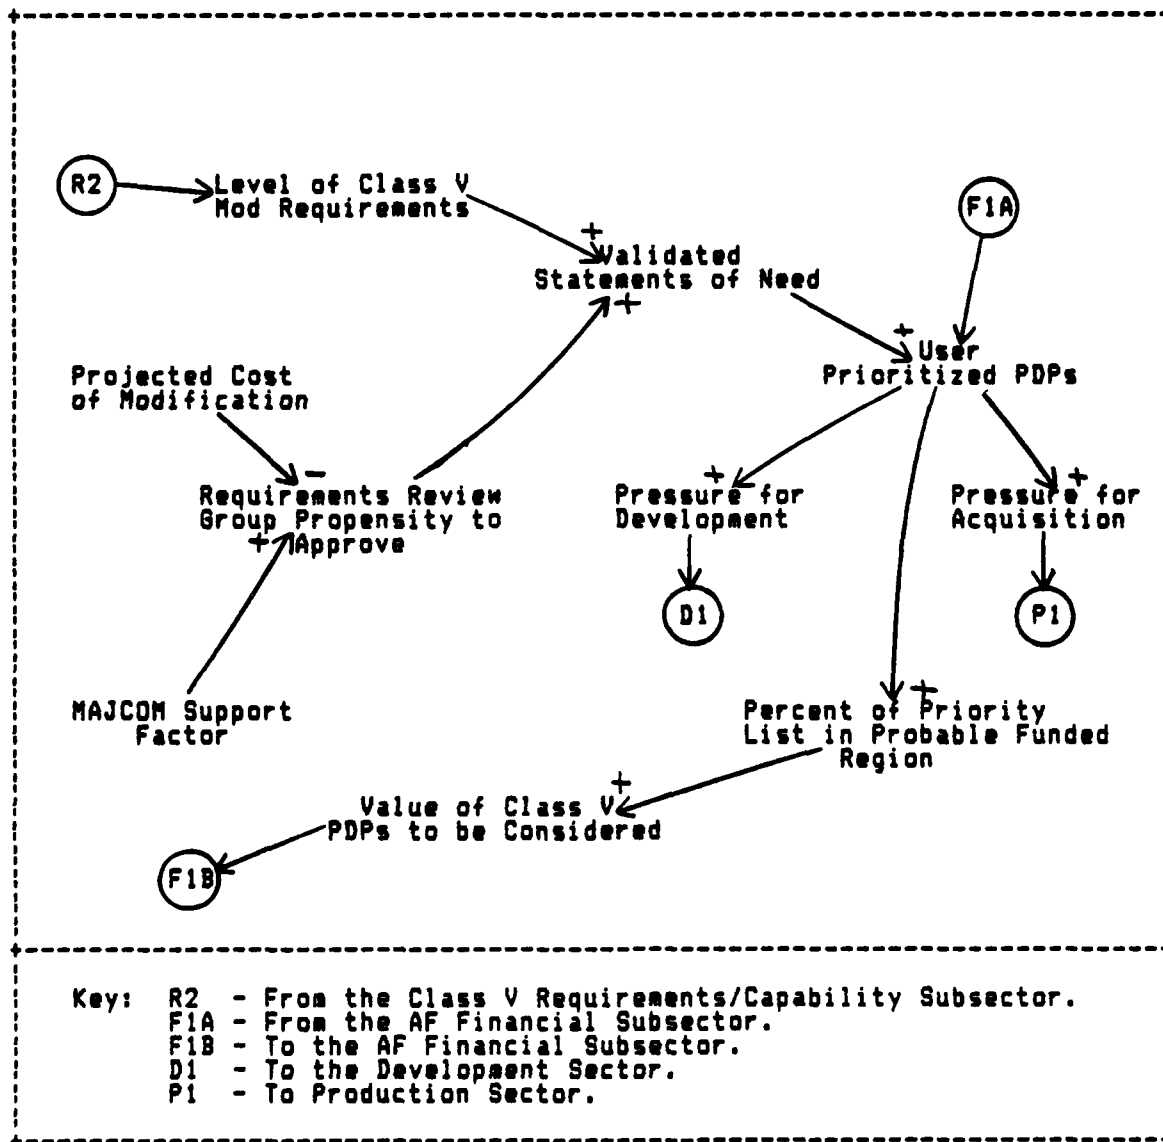 R2
Level of Class V
Mod Requirements
F1A
+
Validated
Statements of Need
+
+
User
Prioritized PDPs
Projected Cost
of Modification
-
Requirements Review
Group Propensity to
+ Approve
+
Pressure for
Development
+
Pressure for
Acquisition
D1
P1
MAJCOM Support
Factor
+
Percent of Priority
List in Probable Funded
Region
+
Value of Class V
PDPs to be Considered
F1B
Key: R2 - From the Class V Requirements/Capability Subsector.
F1A - From the AF Financial Subsector.
F1B - To the AF Financial Subsector.
D1 - To the Development Sector.
P1 - To Production Sector.